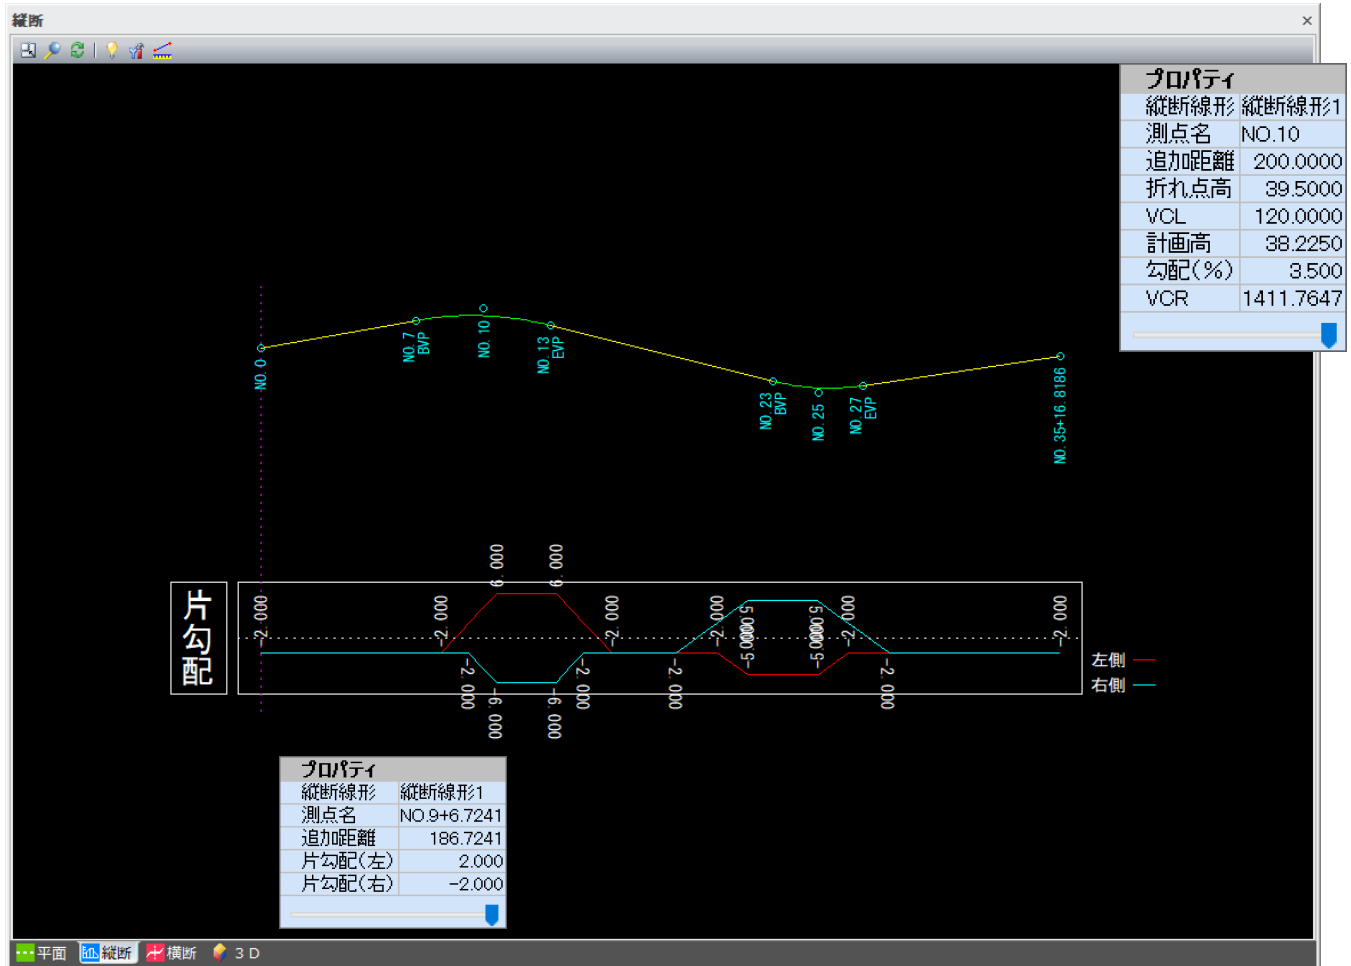 縦断
プロパティ
縦断線形 縦断線形1
測点名 NO.10
追加距離 200.0000
折れ点高 39.5000
VCL 120.0000
計画高 38.2250
勾配(%) 3.500
VCR 1411.7647
NO.0
NO.7
BVP
NO.10
NO.13
EVP
NO.23
BVP
NO.25
NO.27
EVP
NO.35+16.8186
片勾配
6.000
6.000
-2.000
-2.000
-2.000
-2.000
5.000
5.000
-2.000
-2.000
-5.000
-5.000
-2.000
-6.000
-6.000
-2.000
-2.000
-2.000
左側
右側
プロパティ
縦断線形 縦断線形1
測点名 NO.9+6.7241
追加距離 186.7241
片勾配(左) 2.000
片勾配(右) -2.000
平面 縦断 横断 3D